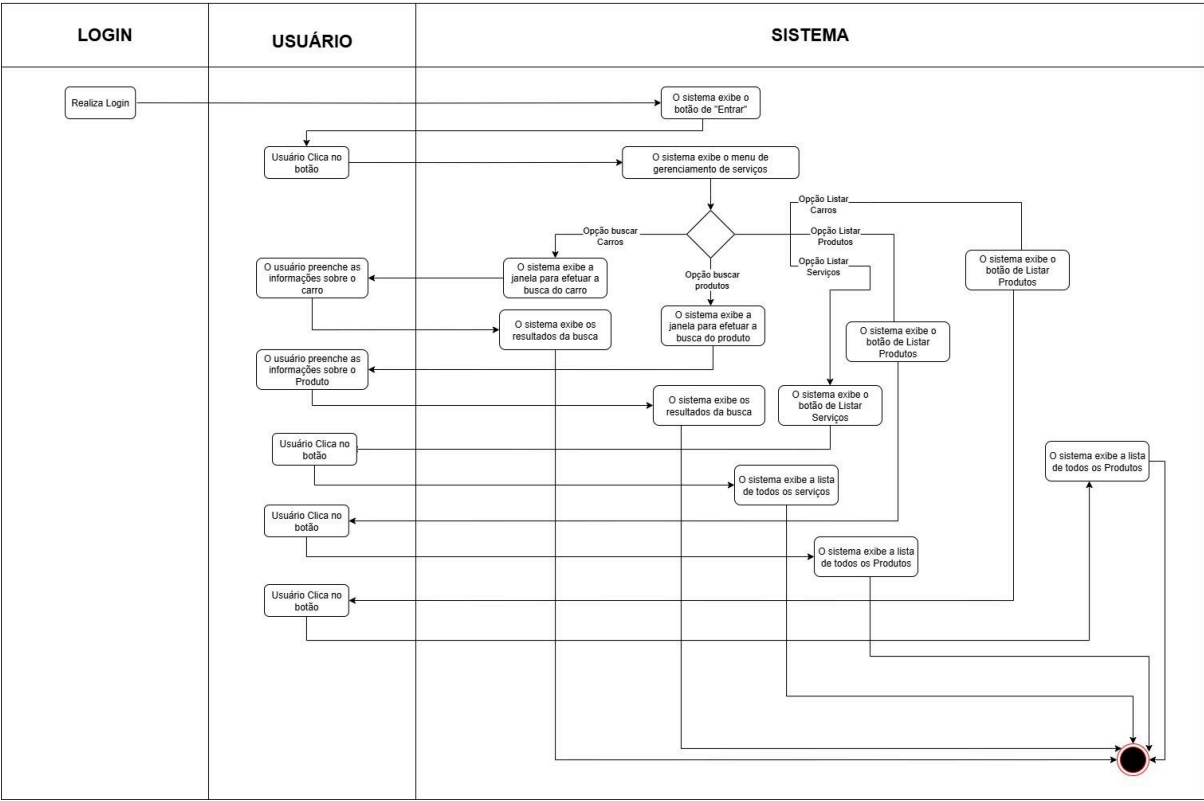 LOGIN
USUÁRIO
SISTEMA
Realiza Login
O sistema exibe o
botão de "Entrar"
Usuário Clica no
botão
O sistema exibe o menu de
gerenciamento de serviços
Opção Listar
Carros
Opção buscar
Carros
Opção Listar
Produtos
Opção Listar
Serviços
Opção buscar
produtos
O sistema exibe o
botão de Listar
Produtos
O usuário preenche as
informações sobre o
carro
O sistema exibe a
janela para efetuar a
busca do carro
O sistema exibe os
resultados da busca
O sistema exibe a
janela para efetuar a
busca do produto
O sistema exibe o
botão de Listar
Produtos
O usuário preenche as
informações sobre o
Produto
O sistema exibe os
resultados da busca
O sistema exibe o
botão de Listar
Serviços
Usuário Clica no
botão
O sistema exibe a lista
de todos os Produtos
O sistema exibe a lista
de todos os serviços
Usuário Clica no
botão
O sistema exibe a lista
de todos os Produtos
Usuário Clica no
botão